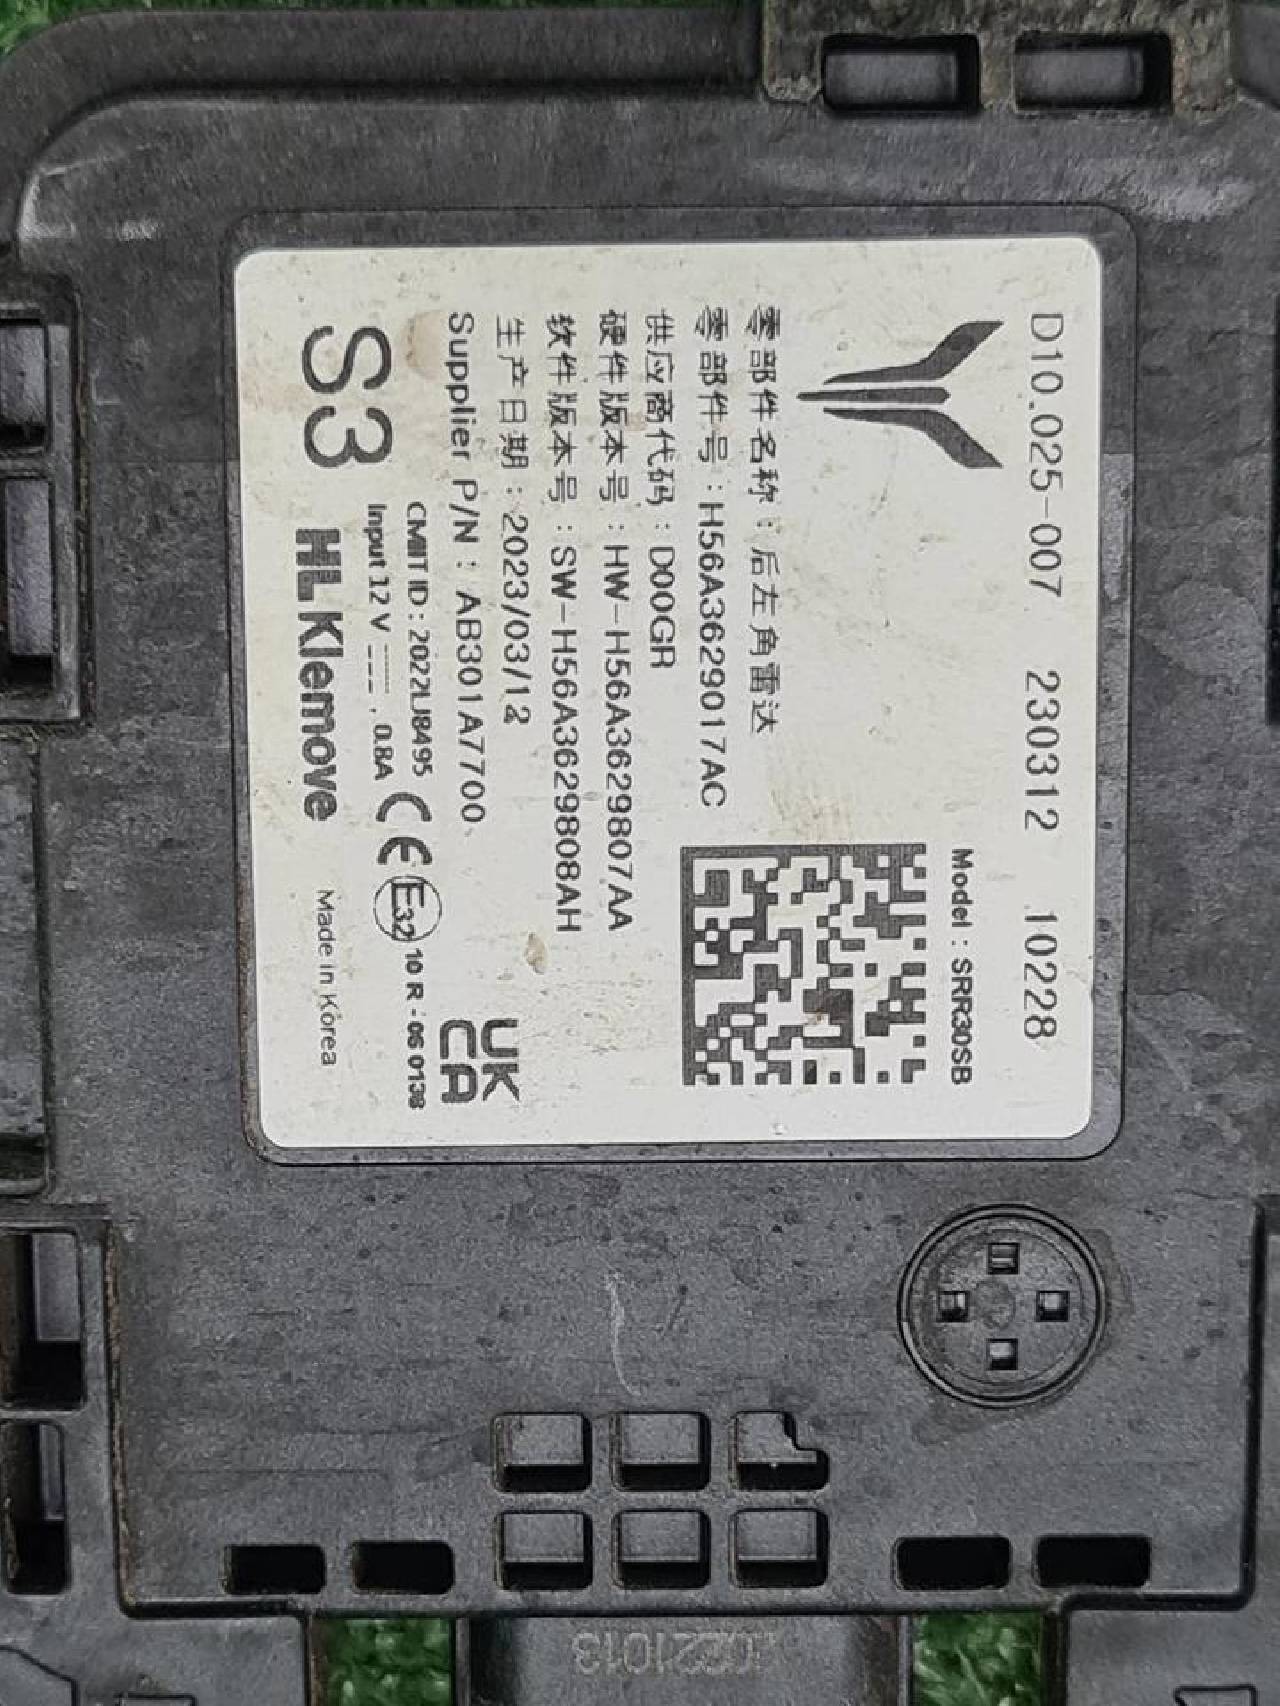 D10.025-007 230312 10228
Model : SRR30SB
零部件名称 : 后左角雷达
零部件号 : H56A3629017AC
供应商代码 : D00GR
硬件版本号 : HW-H56A3629807AA
软件版本号 : SW-H56A3629808AH
生产日期 : 2023/03/12
Supplier P/N : AB301A7700
UK
CA
S3
CMIIT ID : 2022LJ8495
Input 12 V , 0.8A
CE E32 10 R - 06 0138
HL Klemove
Made in Korea